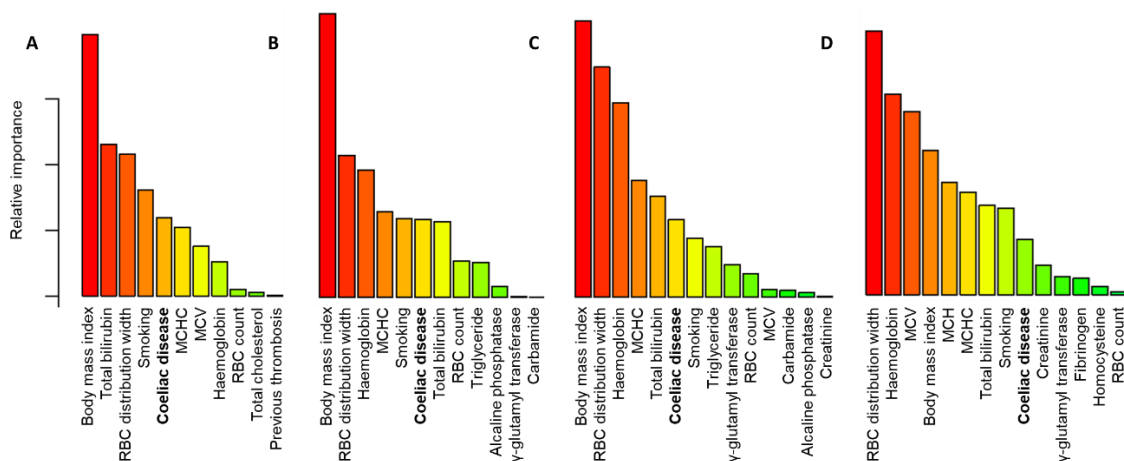 A
B
C
D
Relative importance
Body mass index
Total bilirubin
RBC distribution width
Smoking
Coeliac disease
MCHC
MCV
Haemoglobin
RBC count
Total cholesterol
Previous thrombosis
Body mass index
RBC distribution width
Haemoglobin
MCHC
Smoking
Coeliac disease
Total bilirubin
RBC count
Triglyceride
Alcaline phosphatase
γ-glutamyl transferase
Carbamide
Body mass index
RBC distribution width
Haemoglobin
MCHC
Total bilirubin
Coeliac disease
Smoking
Triglyceride
γ-glutamyl transferase
RBC count
MCV
Carbamide
Alcaline phosphatase
Creatinine
RBC distribution width
Haemoglobin
MCV
Body mass index
MCH
MCHC
Total bilirubin
Smoking
Coeliac disease
Creatinine
γ-glutamyl transferase
Fibrinogen
Homocysteine
RBC count